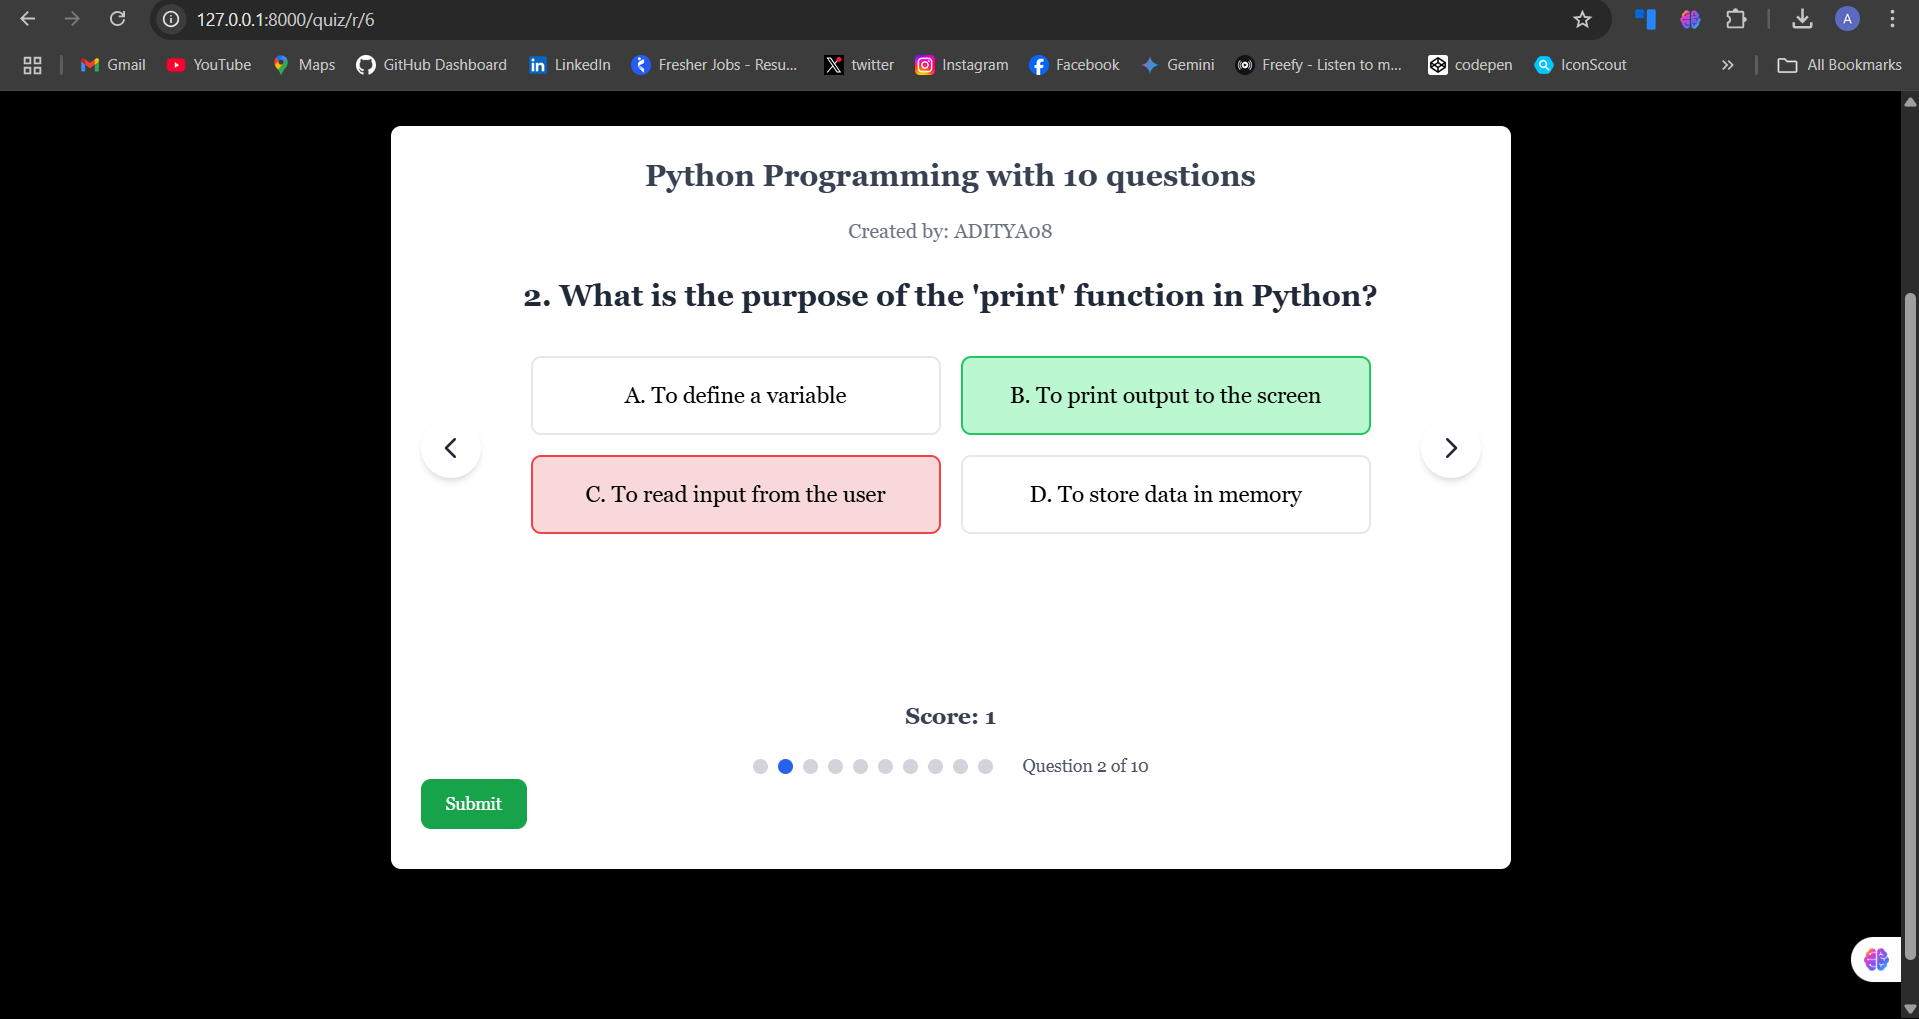 127.0.0.1:8000/quiz/r/6
A
Gmail YouTube Maps GitHub Dashboard in LinkedIn Fresher Jobs - Resu... twitter Instagram Facebook Gemini Freefy - Listen to m... codepen IconScout » All Bookmarks
Python Programming with 10 questions
Created by: ADITYA08
2. What is the purpose of the 'print' function in Python?
A. To define a variable
B. To print output to the screen
C. To read input from the user
D. To store data in memory
Score: 1
Question 2 of 10
Submit